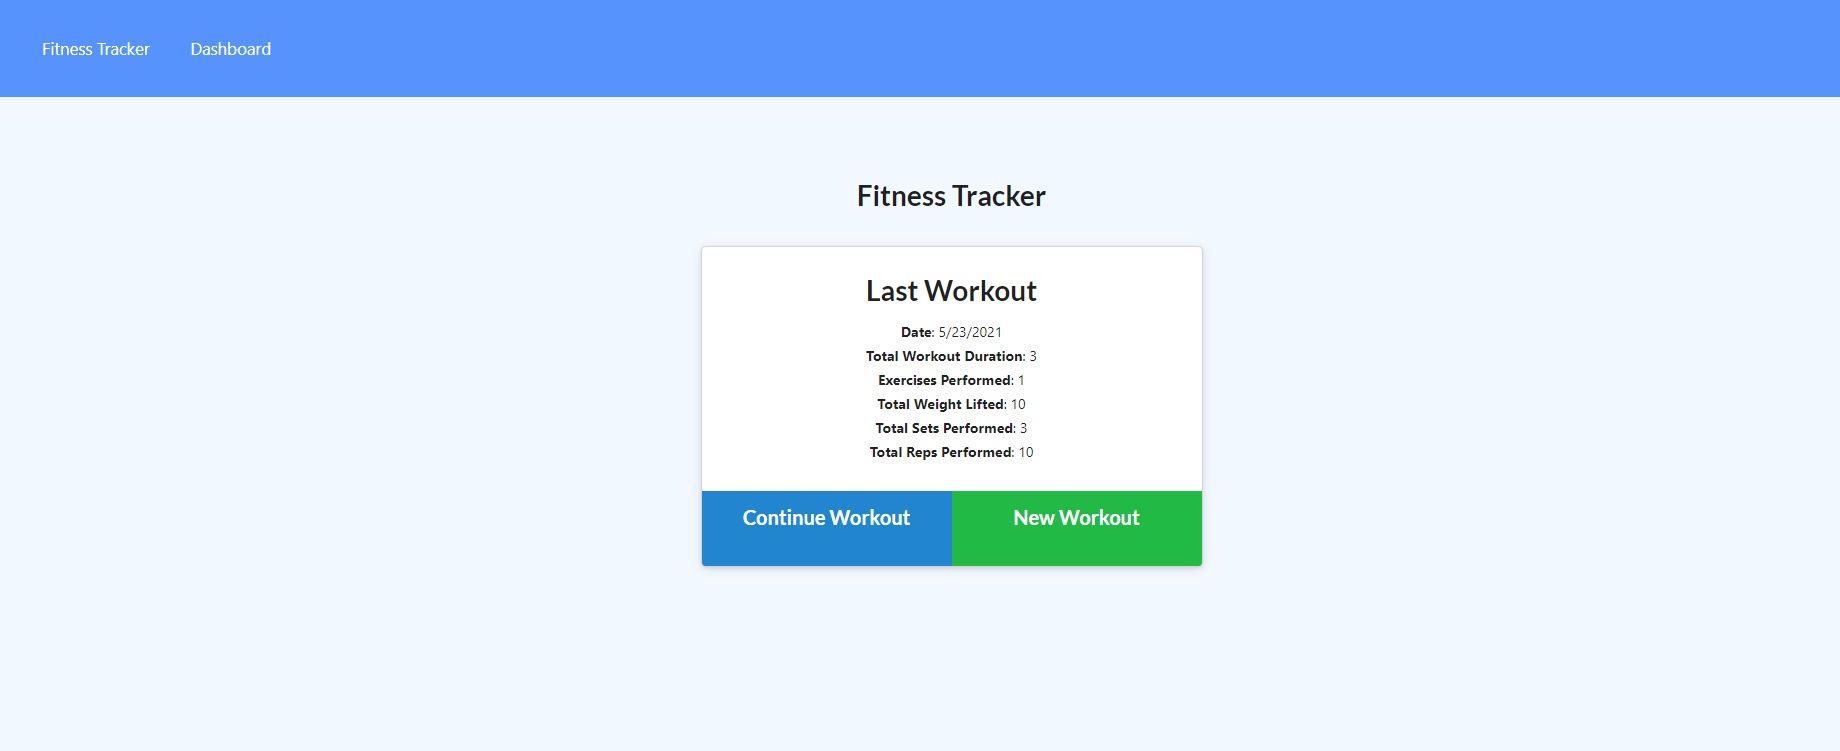 Fitness Tracker Dashboard
Fitness Tracker
Last Workout
Date: 5/23/2021
Total Workout Duration: 3
Exercises Performed: 1
Total Weight Lifted: 10
Total Sets Performed: 3
Total Reps Performed: 10
Continue Workout New Workout